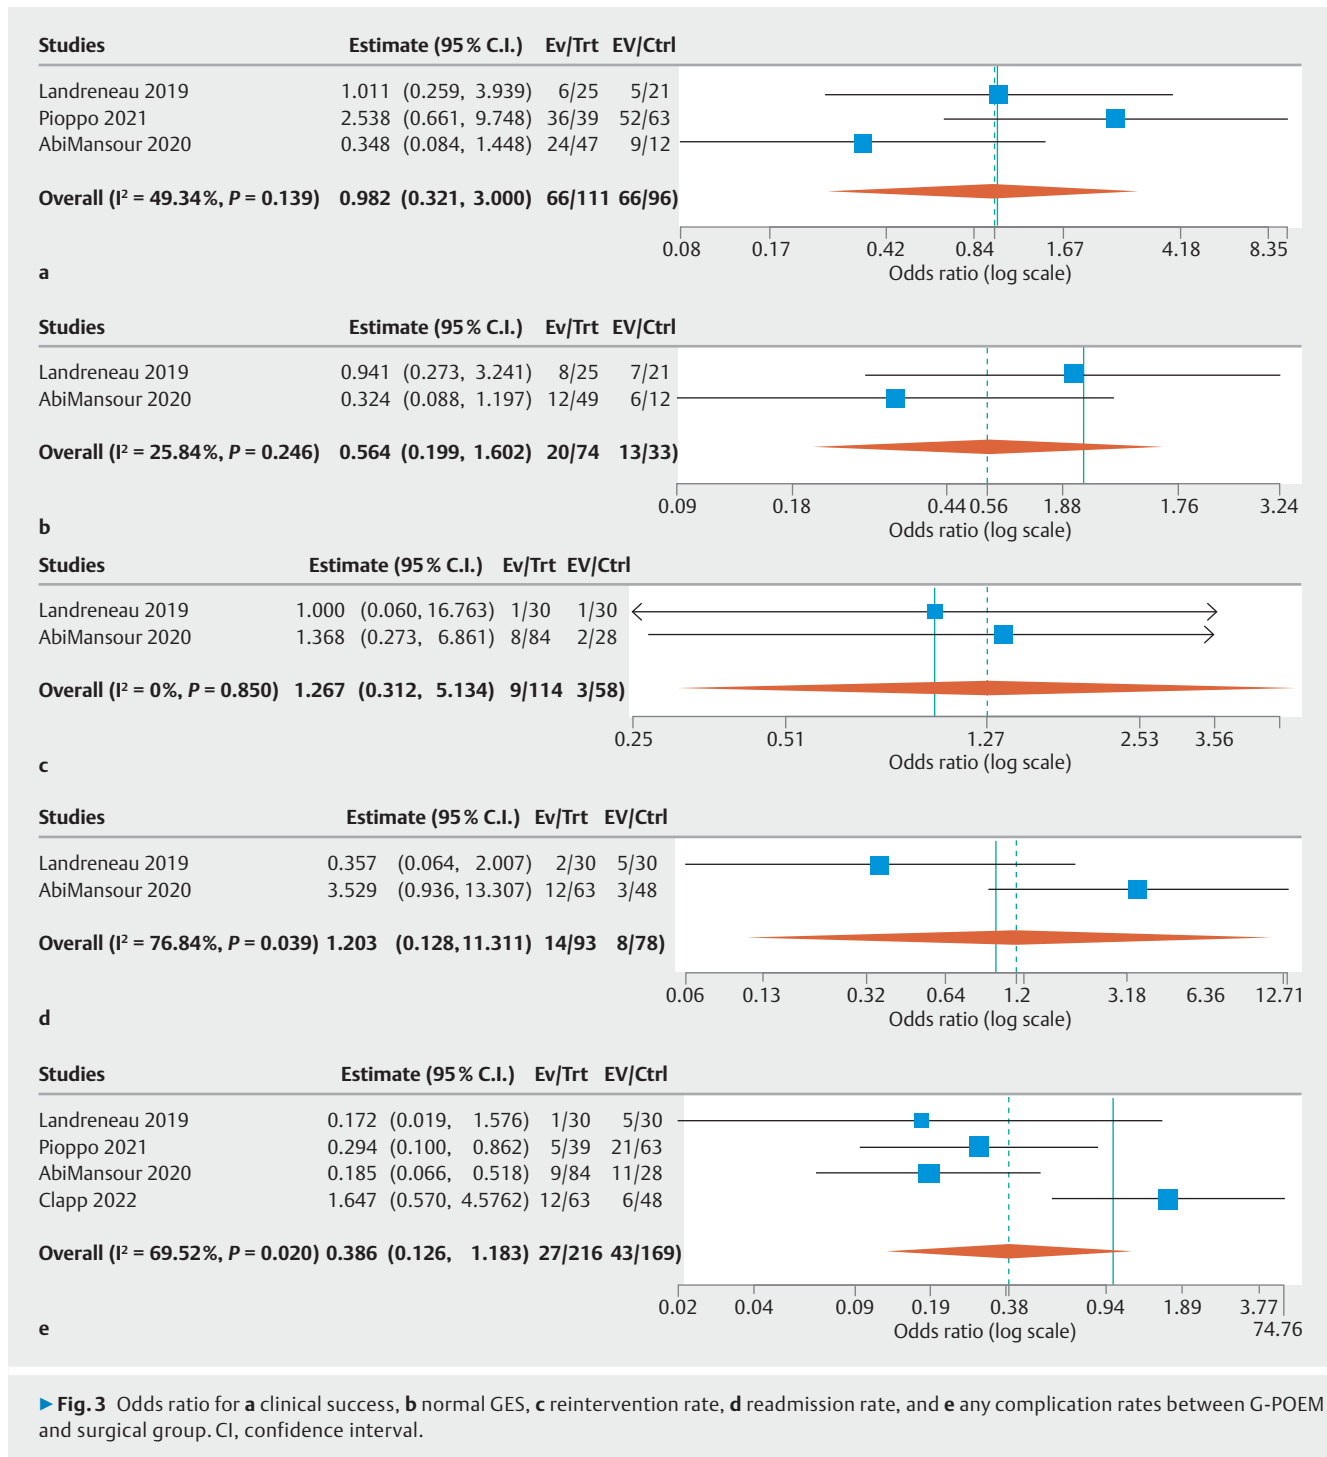 Studies Estimate (95 % C.I.) Ev/Trt EV/Ctrl
Landreneau 2019 1.011 (0.259, 3.939) 6/25 5/21
Pioppo 2021 2.538 (0.661, 9.748) 36/39 52/63
AbiMansour 2020 0.348 (0.084, 1.448) 24/47 9/12
Overall (I² = 49.34 %, P = 0.139) 0.982 (0.321, 3.000) 66/111 66/96)
0.08 0.17 0.42 0.84 1.67 4.18 8.35
Odds ratio (log scale)
a
Studies Estimate (95 % C.I.) Ev/Trt EV/Ctrl
Landreneau 2019 0.941 (0.273, 3.241) 8/25 7/21
AbiMansour 2020 0.324 (0.088, 1.197) 12/49 6/12
Overall (I² = 25.84 %, P = 0.246) 0.564 (0.199, 1.602) 20/74 13/33)
0.09 0.18 0.44 0.56 1.88 1.76 3.24
Odds ratio (log scale)
b
Studies Estimate (95 % C.I.) Ev/Trt EV/Ctrl
Landreneau 2019 1.000 (0.060, 16.763) 1/30 1/30
AbiMansour 2020 1.368 (0.273, 6.861) 8/84 2/28
Overall (I² = 0 %, P = 0.850) 1.267 (0.312, 5.134) 9/114 3/58)
0.25 0.51 1.27 2.53 3.56
Odds ratio (log scale)
c
Studies Estimate (95 % C.I.) Ev/Trt EV/Ctrl
Landreneau 2019 0.357 (0.064, 2.007) 2/30 5/30
AbiMansour 2020 3.529 (0.936, 13.307) 12/63 3/48
Overall (I² = 76.84 %, P = 0.039) 1.203 (0.128, 11.311) 14/93 8/78)
0.06 0.13 0.32 0.64 1.2 3.18 6.36 12.71
Odds ratio (log scale)
d
Studies Estimate (95 % C.I.) Ev/Trt EV/Ctrl
Landreneau 2019 0.172 (0.019, 1.576) 1/30 5/30
Pioppo 2021 0.294 (0.100, 0.862) 5/39 21/63
AbiMansour 2020 0.185 (0.066, 0.518) 9/84 11/28
Clapp 2022 1.647 (0.570, 4.5762) 12/63 6/48
Overall (I² = 69.52 %, P = 0.020) 0.386 (0.126, 1.183) 27/216 43/169)
0.02 0.04 0.09 0.19 0.38 0.94 1.89 3.77
74.76
Odds ratio (log scale)
e
▶ Fig. 3 Odds ratio for a clinical success, b normal GES, c reintervention rate, d readmission rate, and e any complication rates between G-POEM
and surgical group. CI, confidence interval.